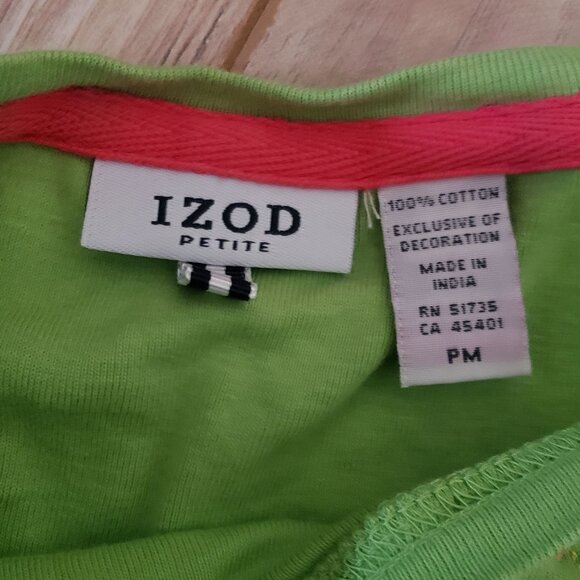 IZOD
PETITE
100% COTTON
EXCLUSIVE OF
DECORATION
MADE IN
INDIA
RN 51735
CA 45401
PM